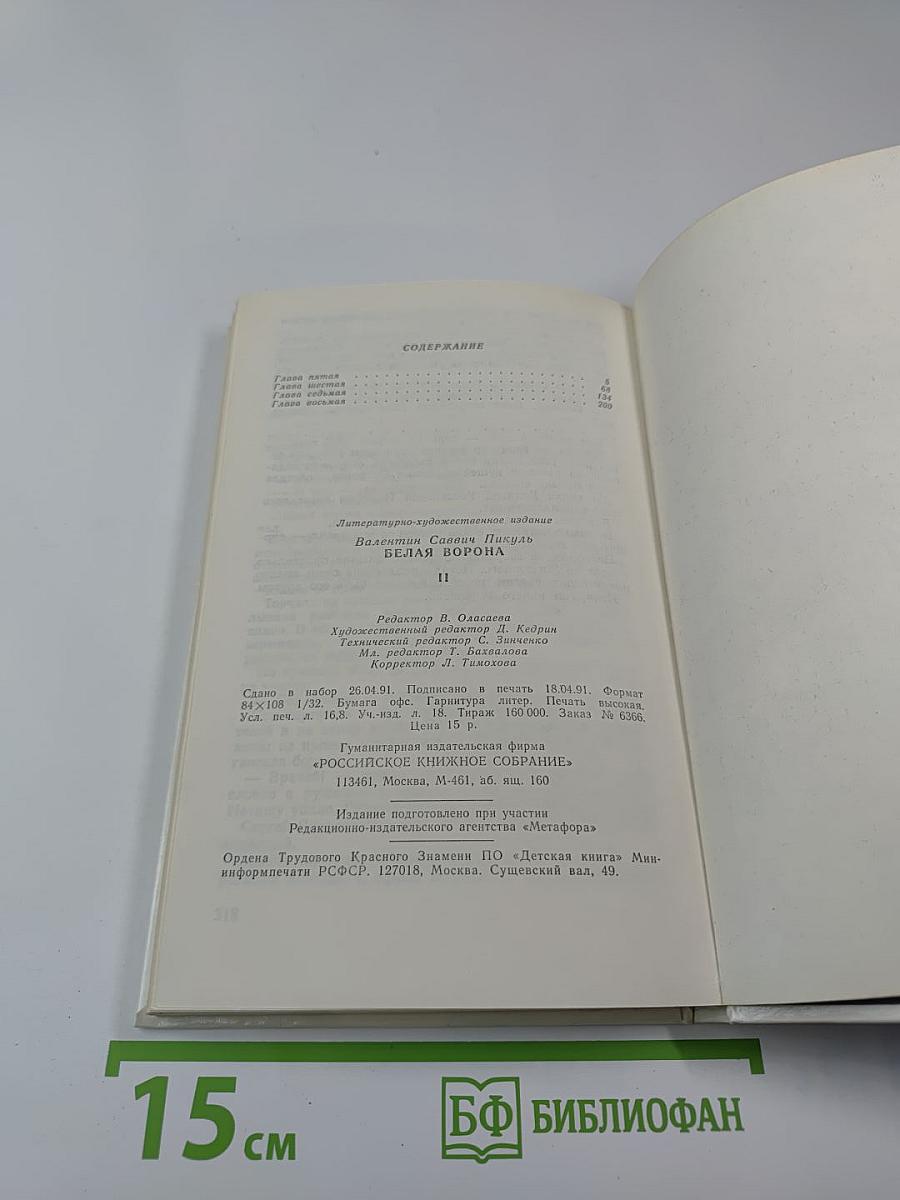 СОДЕРЖАНИЕ
Глава пятая . . . . . . . . . . . . . . . . . . . . . . . . 5
Глава шестая . . . . . . . . . . . . . . . . . . . . . . . . 68
Глава седьмая . . . . . . . . . . . . . . . . . . . . . . . . 134
Глава восьмая . . . . . . . . . . . . . . . . . . . . . . . . 200
Литературно-художественное издание
Валентин Саввич Пикуль
БЕЛАЯ ВОРОНА
II
Редактор В. Оласаева
Художественный редактор Д. Кедрин
Технический редактор С. Зинченко
Мл. редактор Т. Бахвалова
Корректор Л. Тимохова
Сдано в набор 26.04.91. Подписано в печать 18.04.91. Формат
84×108 1/32. Бумага офс. Гарнитура литер. Печать высокая.
Усл. печ. л. 16,8. Уч.-изд. л. 18. Тираж 160 000. Заказ № 6366.
Цена 15 р.
Гуманитарная издательская фирма
«РОССИЙСКОЕ КНИЖНОЕ СОБРАНИЕ»
113461, Москва, М-461, аб. ящ. 160
Издание подготовлено при участии
Редакционно-издательского агентства «Метафора»
Ордена Трудового Красного Знамени ПО «Детская книга» Мин-
информпечати РСФСР. 127018, Москва. Сущевский вал, 49.
15 см
БФ БИБЛИОФАН